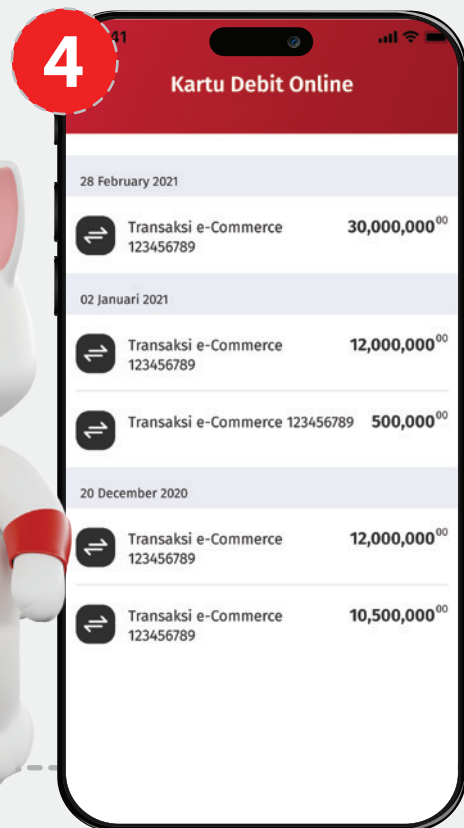 4
41
Kartu Debit Online
28 February 2021
Transaksi e-Commerce 30,000,000⁰⁰
123456789
02 Januari 2021
Transaksi e-Commerce 12,000,000⁰⁰
123456789
Transaksi e-Commerce 123456789 500,000⁰⁰
20 December 2020
Transaksi e-Commerce 12,000,000⁰⁰
123456789
Transaksi e-Commerce 10,500,000⁰⁰
123456789